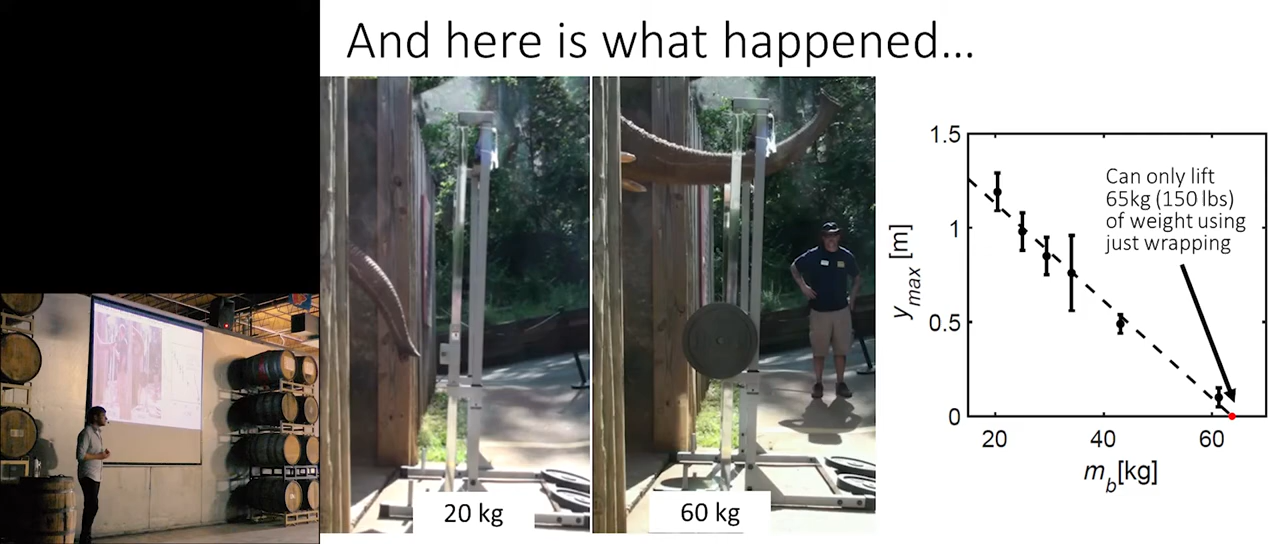 And here is what happened...
20 kg
60 kg
1.5
1
0.5
0
y_max [m]
20
40
60
m_b[kg]
Can only lift
65kg (150 lbs)
of weight using
just wrapping